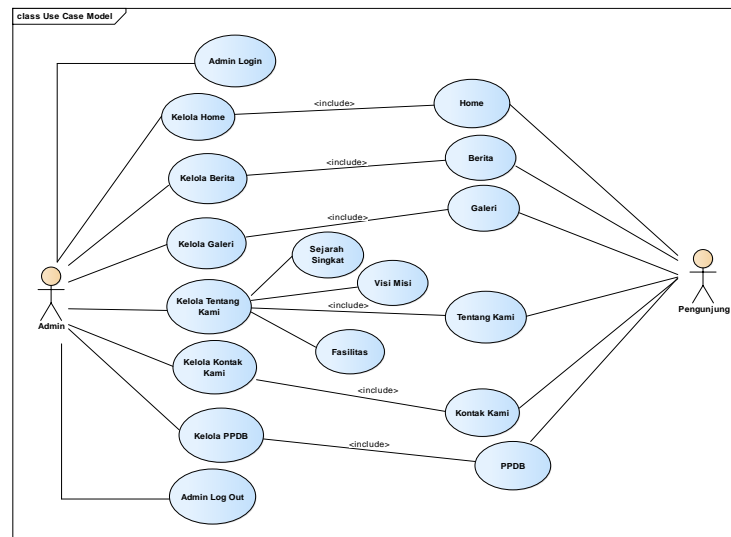 class Use Case Model
Admin Login
Kelola Home
<include>
Home
Kelola Berita
<include>
Berita
Kelola Galeri
<include>
Galeri
Sejarah
Singkat
Visi Misi
Kelola Tentang
Kami
<include>
Tentang Kami
Fasilitas
Admin
Pengunjung
Kelola Kontak
Kami
<include>
Kontak Kami
Kelola PPDB
<include>
PPDB
Admin Log Out